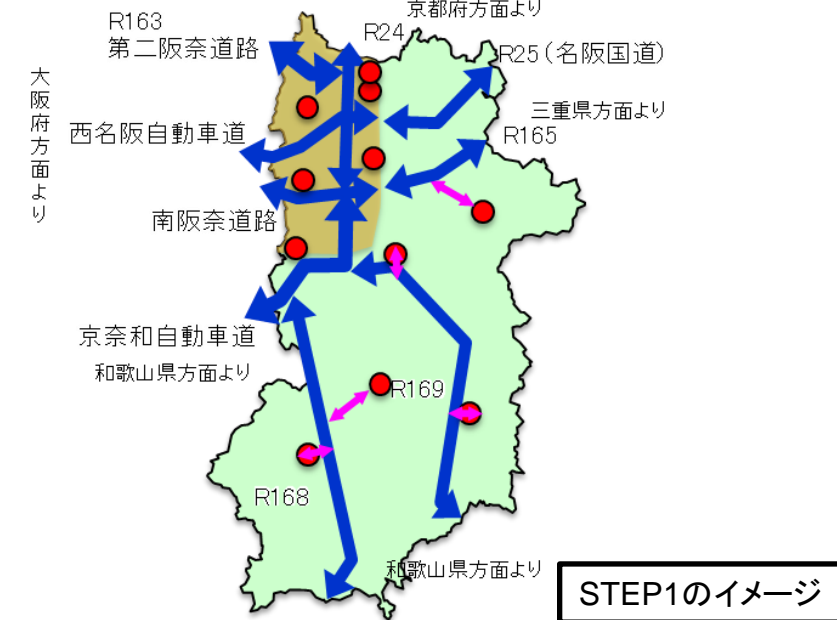 京都府方面より
R163
第二阪奈道路
R24
R25（名阪国道）
大阪府方面より
三重県方面より
西名阪自動車道
R165
南阪奈道路
京奈和自動車道
和歌山県方面より
R169
R168
和歌山県方面より
STEP1のイメージ